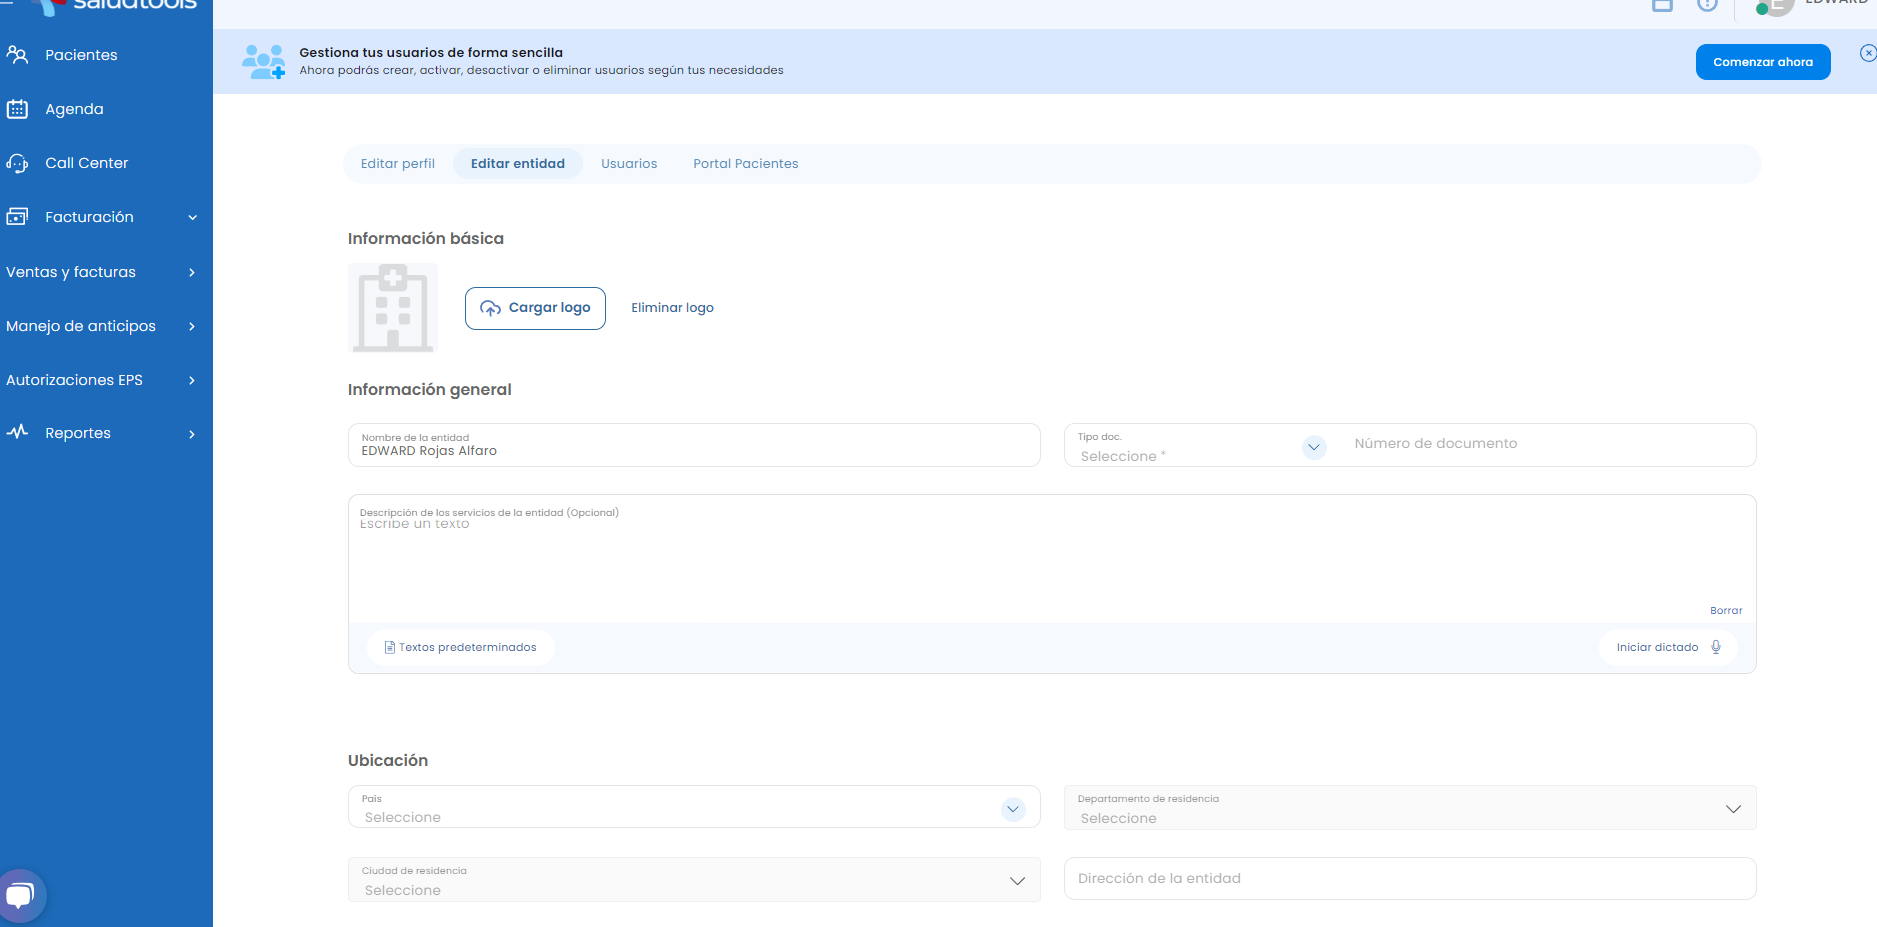 saludtools
EDWARD
Pacientes
Agenda
Call Center
Facturación
Ventas y facturas
Manejo de anticipos
Autorizaciones EPS
Reportes
Gestiona tus usuarios de forma sencilla
Ahora podrás crear, activar, desactivar o eliminar usuarios según tus necesidades
Comenzar ahora
Editar perfil Editar entidad Usuarios Portal Pacientes
Información básica
Cargar logo Eliminar logo
Información general
Nombre de la entidad
EDWARD Rojas Alfaro
Tipo doc.
Seleccione *
Número de documento
Descripción de los servicios de la entidad (Opcional)
Escribe un texto
Borrar
Textos predeterminados
Iniciar dictado
Ubicación
País
Seleccione
Departamento de residencia
Seleccione
Ciudad de residencia
Seleccione
Dirección de la entidad